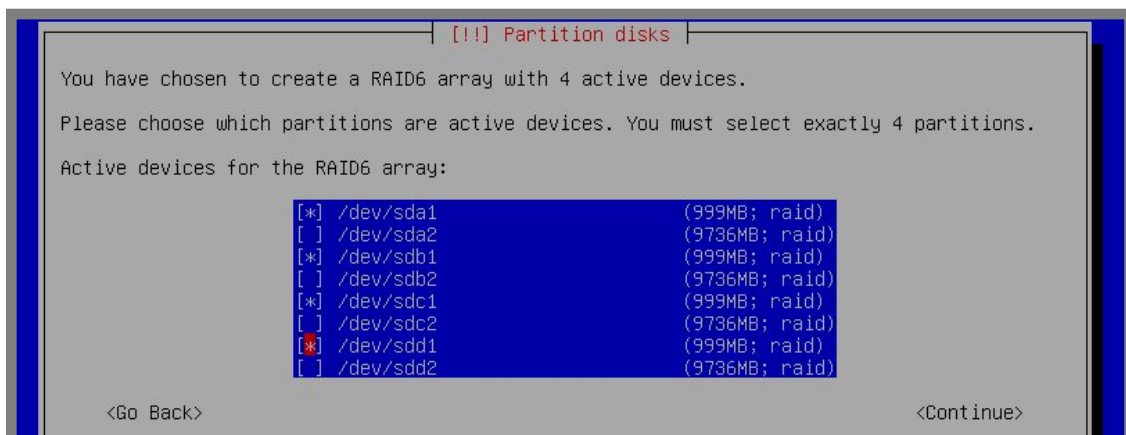 [!!] Partition disks
You have chosen to create a RAID6 array with 4 active devices.
Please choose which partitions are active devices. You must select exactly 4 partitions.
Active devices for the RAID6 array:
[*] /dev/sda1 (999MB; raid)
[ ] /dev/sda2 (9736MB; raid)
[*] /dev/sdb1 (999MB; raid)
[ ] /dev/sdb2 (9736MB; raid)
[*] /dev/sdc1 (999MB; raid)
[ ] /dev/sdc2 (9736MB; raid)
[*] /dev/sdd1 (999MB; raid)
[ ] /dev/sdd2 (9736MB; raid)
<Go Back> <Continue>